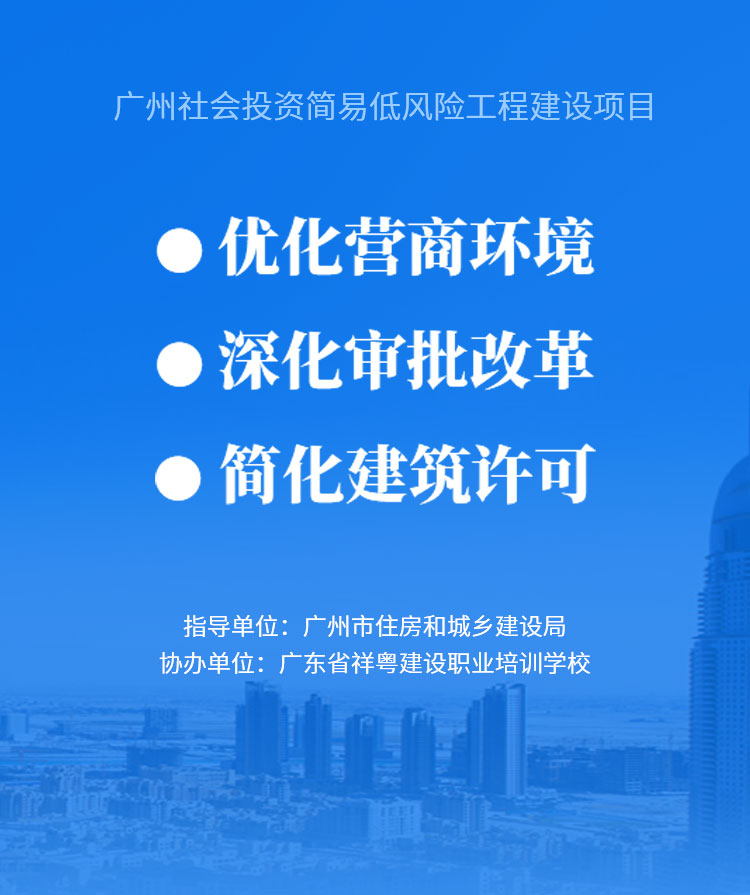 广州社会投资简易低风险工程建设项目
● 优化营商环境
● 深化审批改革
● 简化建筑许可
指导单位：广州市住房和城乡建设局
协办单位：广东省祥粤建设职业培训学校